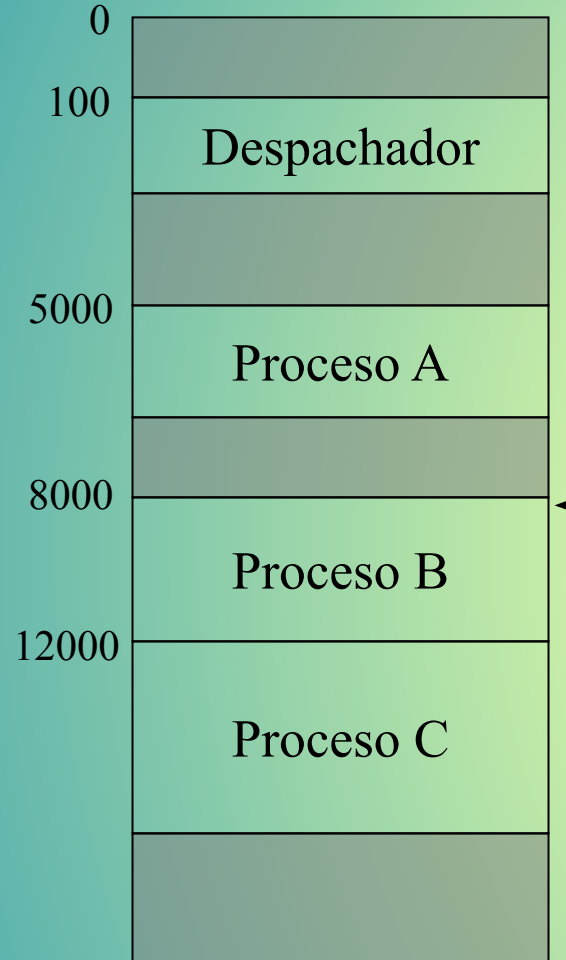 0
100
Despachador
5000
Proceso A
8000
Proceso B
12000
Proceso C